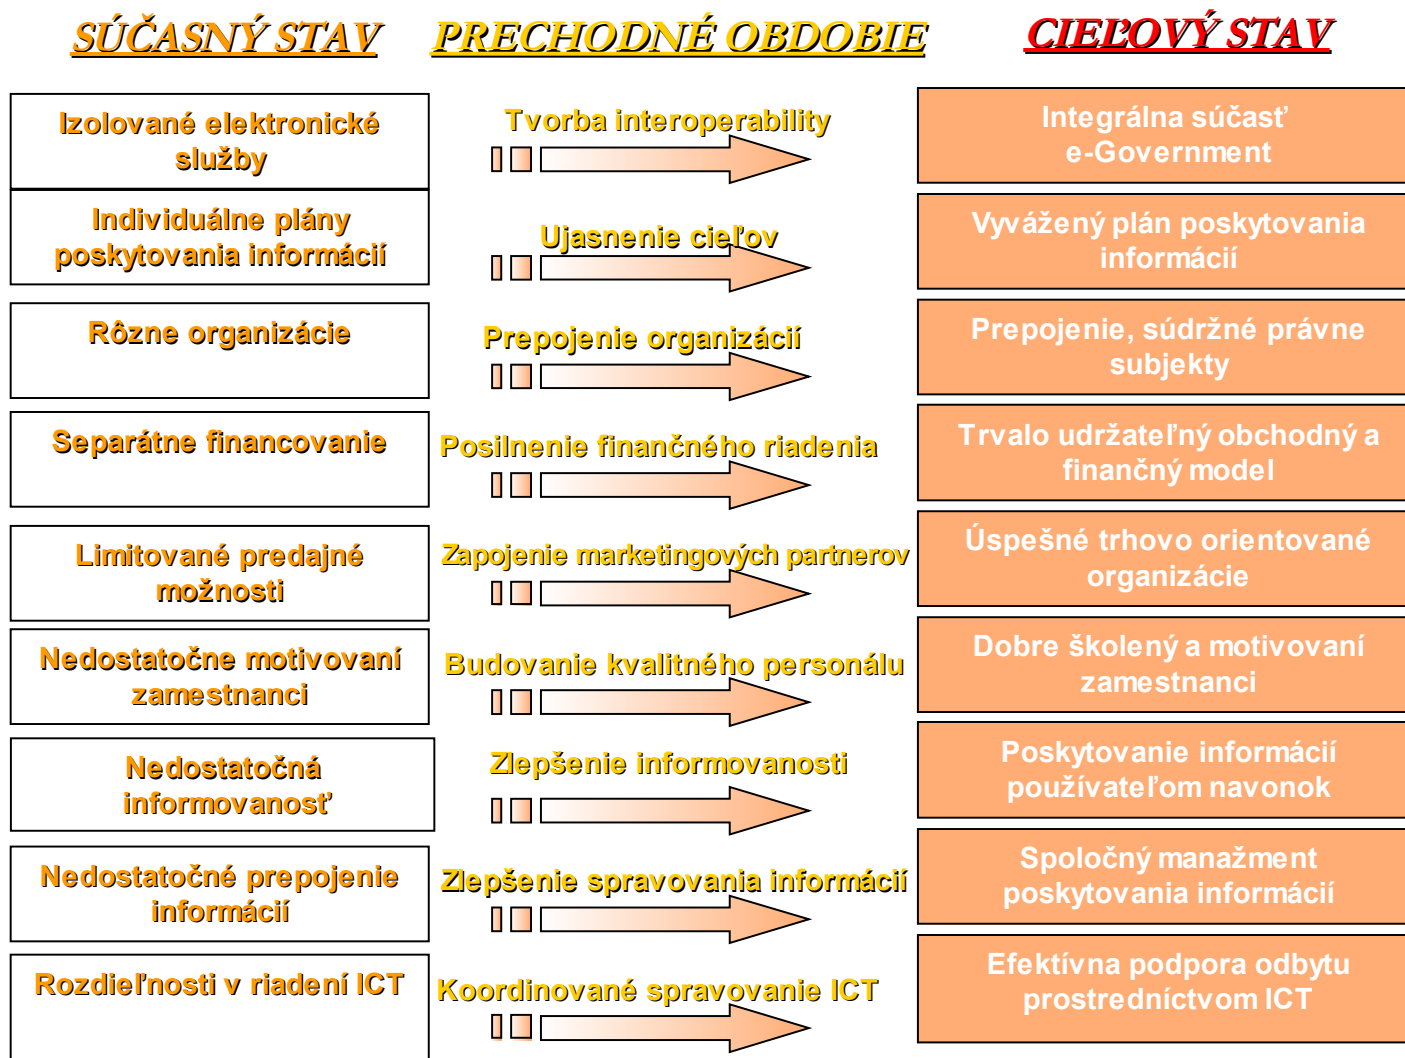 SÚČASNÝ STAV
PRECHODNÉ OBDOBIE
CIEĽOVÝ STAV
Izolované elektronické
služby
Tvorba interoperability
Integrálna súčasť
e-Government
Individuálne plány
poskytovania informácií
Ujasnenie cieľov
Vyvážený plán poskytovania
informácií
Rôzne organizácie
Prepojenie organizácií
Prepojenie, súdržné právne
subjekty
Separátne financovanie
Posilnenie finančného riadenia
Trvalo udržateľný obchodný a
finančný model
Limitované predajné
možnosti
Zapojenie marketingových partnerov
Úspešné trhovo orientované
organizácie
Nedostatočne motivovaní
zamestnanci
Budovanie kvalitného personálu
Dobre školený a motivovaní
zamestnanci
Nedostatočná
informovanosť
Zlepšenie informovanosti
Poskytovanie informácií
používateľom navonok
Nedostatočné prepojenie
informácií
Zlepšenie spravovania informácií
Spoločný manažment
poskytovania informácií
Rozdieľnosti v riadení ICT
Koordinované spravovanie ICT
Efektívna podpora odbytu
prostredníctvom ICT